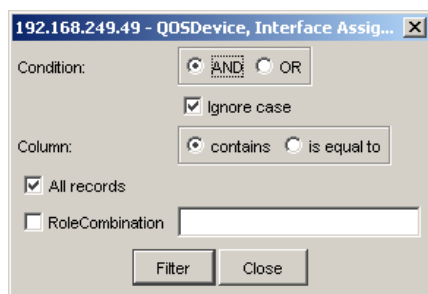 192.168.249.49 - QOSDevice, Interface Assig...
Condition: AND OR
Ignore case
Column: contains is equal to
All records
RoleCombination
Filter Close